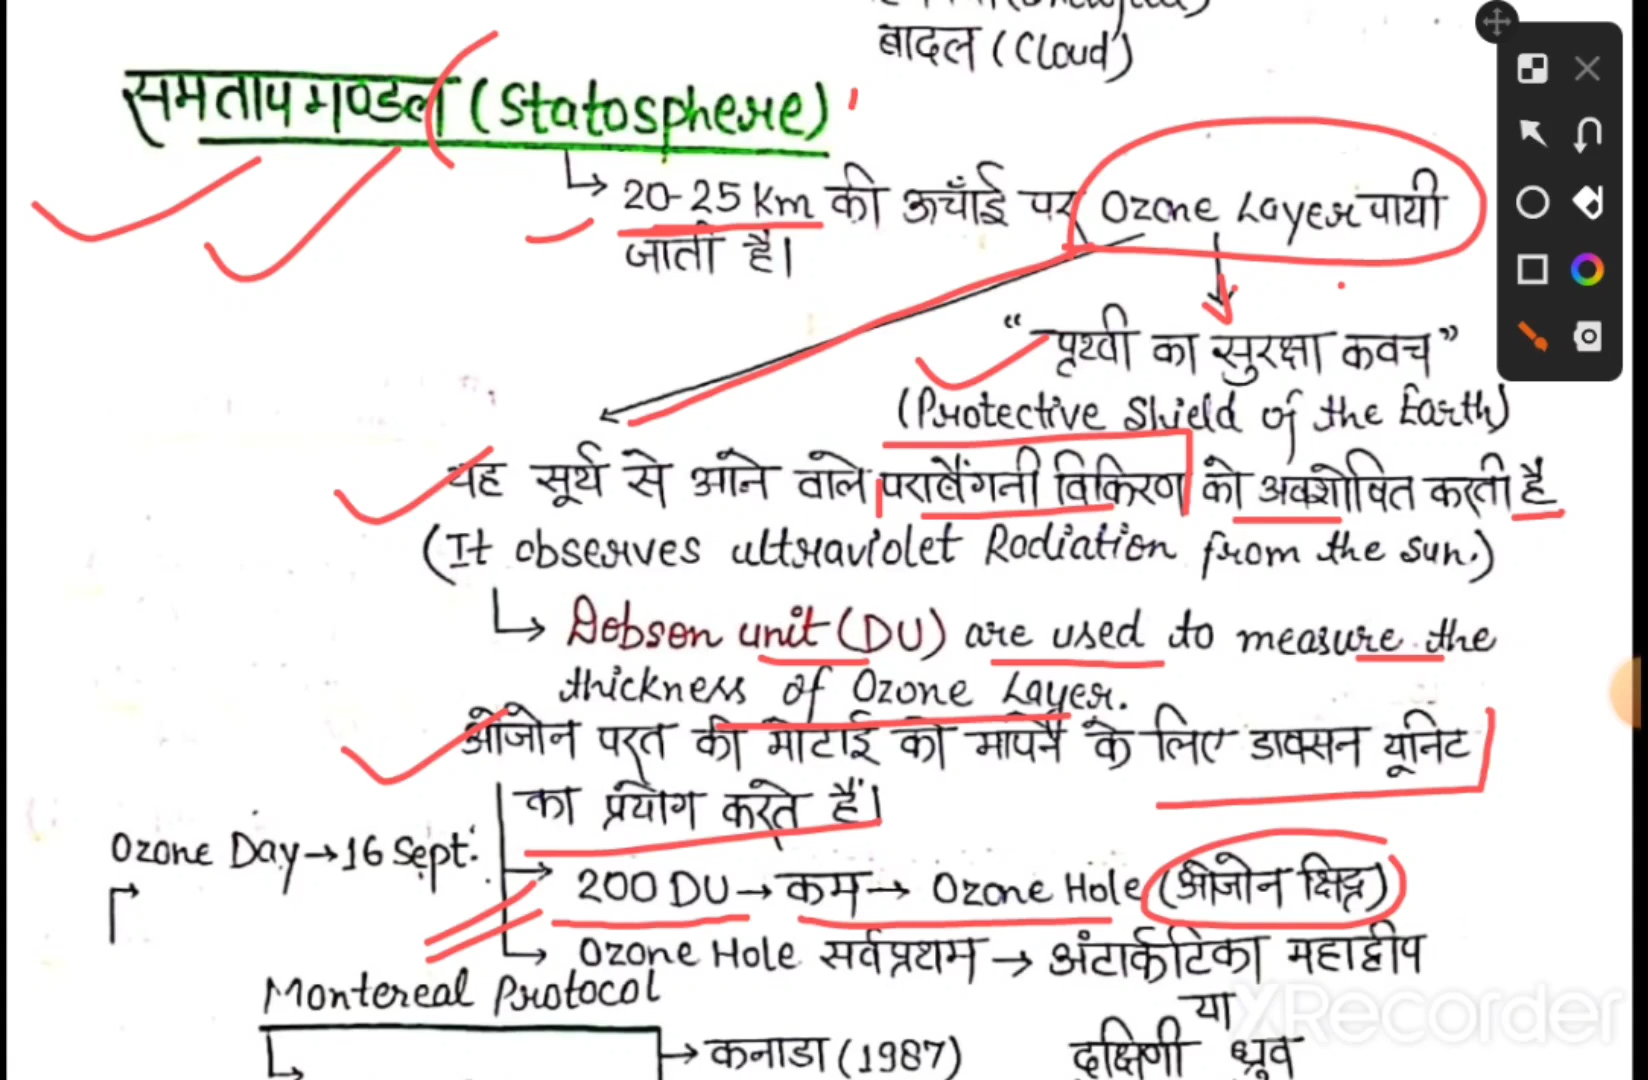 बादल (Cloud)
समतापमण्डल (Statosphere)
↳ 20-25 Km की ऊचाँई पर Ozone Layer पायी
जाती है।
“पृथ्वी का सुरक्षा कवच”
(Protective Shield of the Earth)
यह सूर्य से आने वाले पराबैंगनी विकिरण को अवशोषित करती है
(It observes ultraviolet Radiation from the sun.)
↳ Dobson unit (DU) are used to measure the
thickness of Ozone Layer.
ओजोन परत की मोटाई को मापनें के लिए डाक्सन यूनिट
का प्रयोग करते हैं।
Ozone Day → 16 Sept.
→ 200 DU → कम → Ozone Hole (ओजोन क्षिद्र)
↳ Ozone Hole सर्वप्रथम → अंटार्कटिका महाद्वीप
या
दक्षिणी ध्रुव
Montereal Protocol
→ कनाडा (1987)
XRecorder